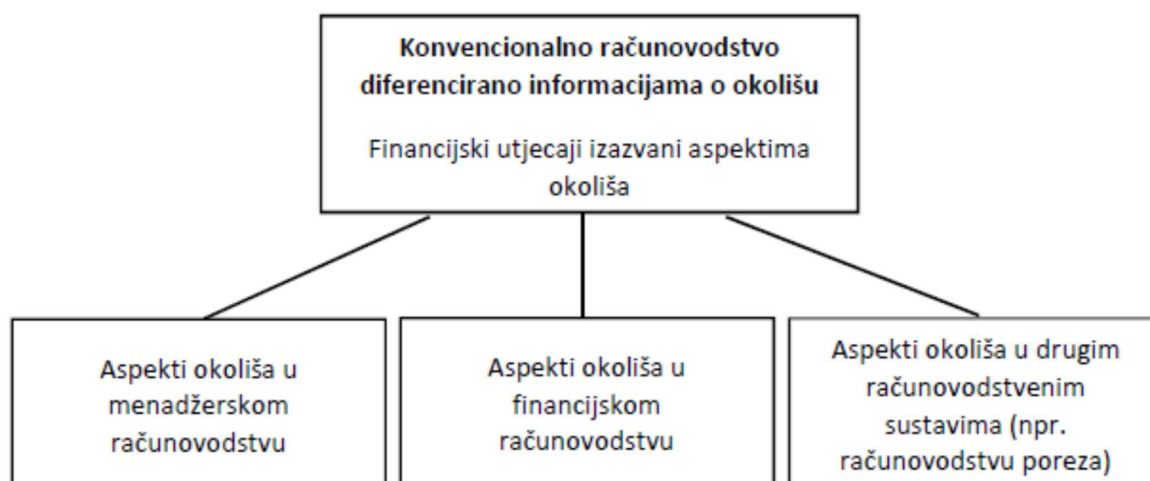 Konvencionalno računovodstvo
diferencirano informacijama o okolišu
Financijski utjecaji izazvani aspektima
okoliša
Aspekti okoliša u
menadžerskom
računovodstvu
Aspekti okoliša u
financijskom
računovodstvu
Aspekti okoliša u drugim
računovodstvenim
sustavima (npr.
računovodstvu poreza)